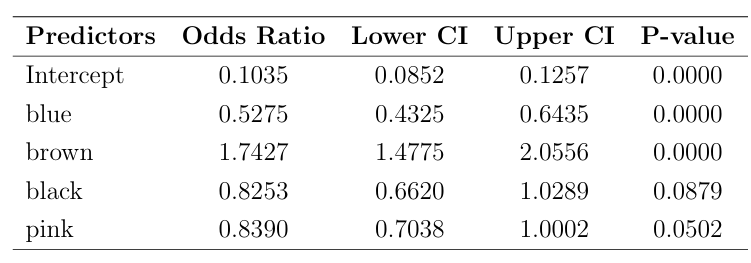 Predictors Odds Ratio Lower CI Upper CI P-value
Intercept 0.1035 0.0852 0.1257 0.0000
blue 0.5275 0.4325 0.6435 0.0000
brown 1.7427 1.4775 2.0556 0.0000
black 0.8253 0.6620 1.0289 0.0879
pink 0.8390 0.7038 1.0002 0.0502